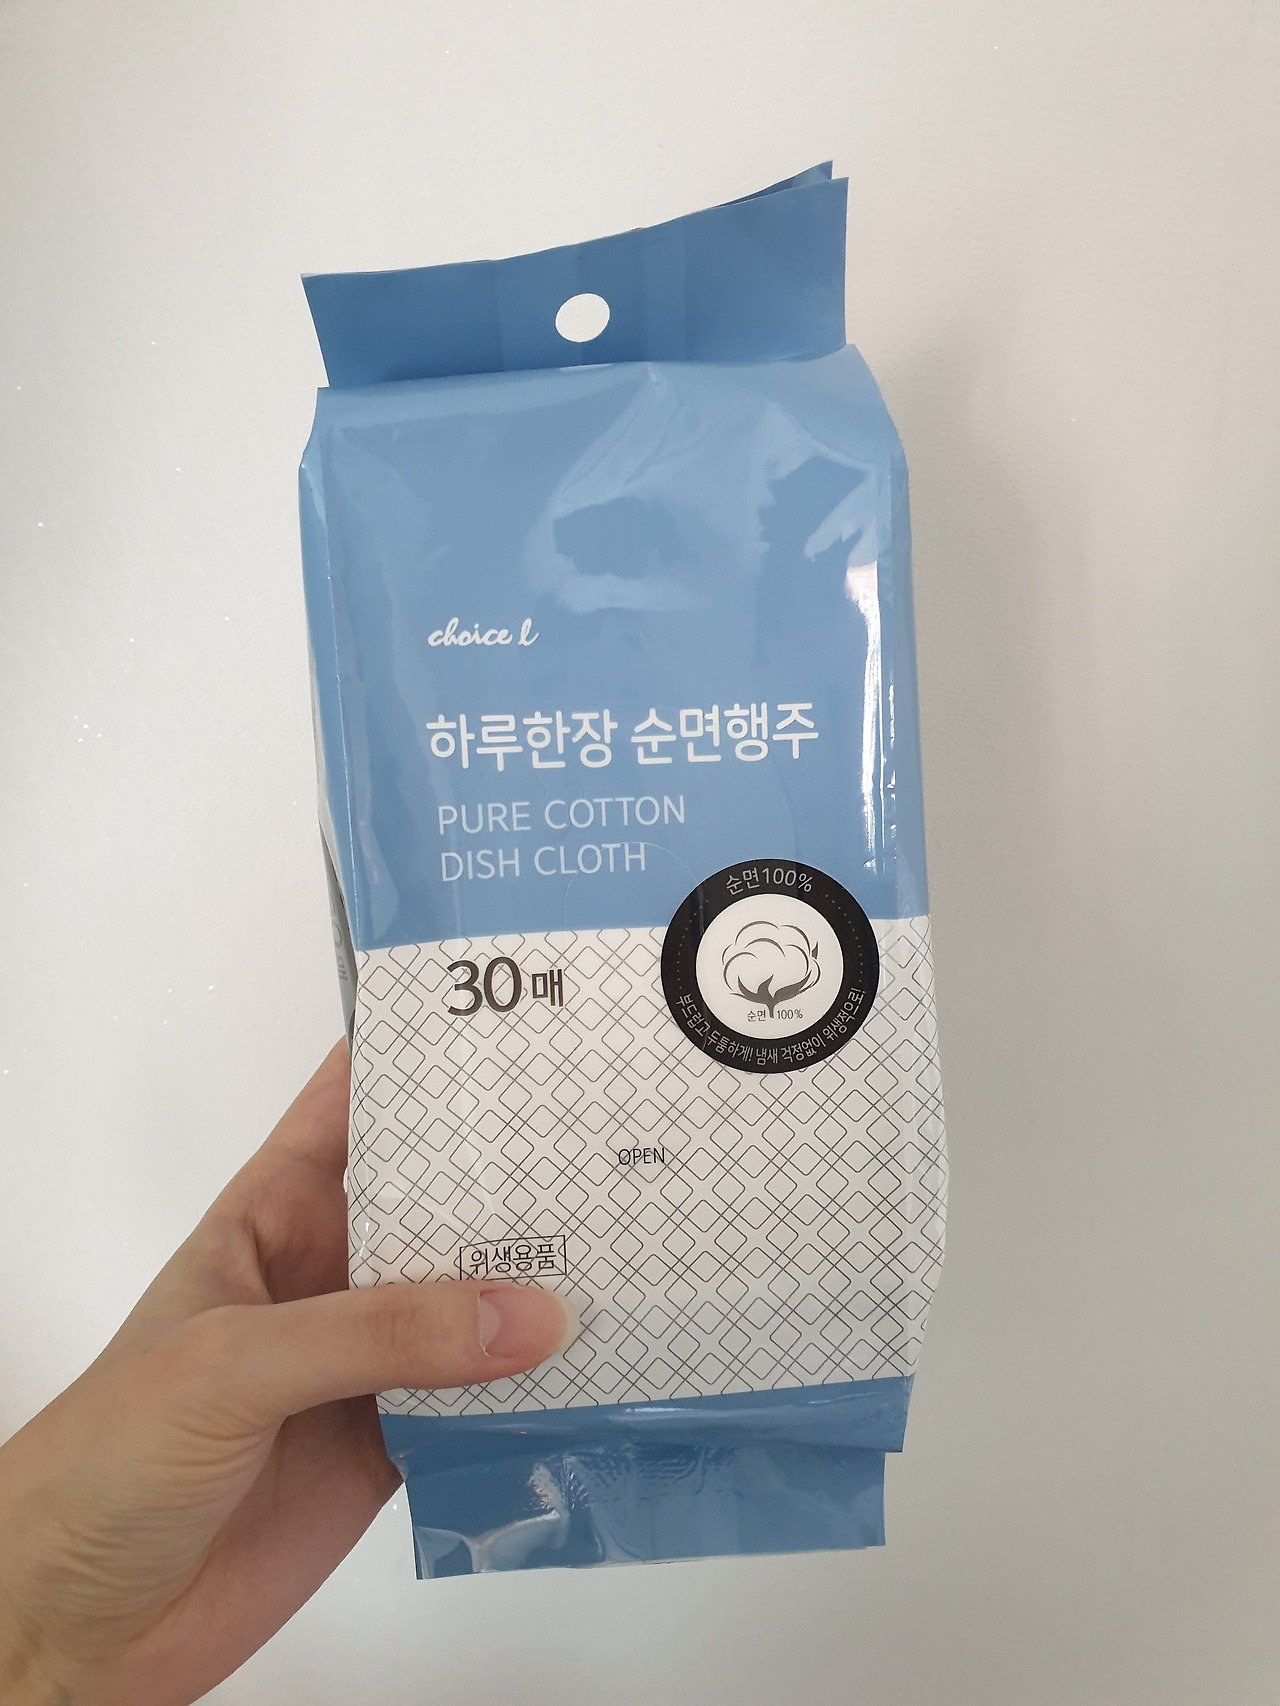 choice l
하루한장 순면행주
PURE COTTON
DISH CLOTH
순면100%
순면 100%
부드럽고 두툼하게! 냄새 걱정없이 위생적으로!
30매
OPEN
위생용품